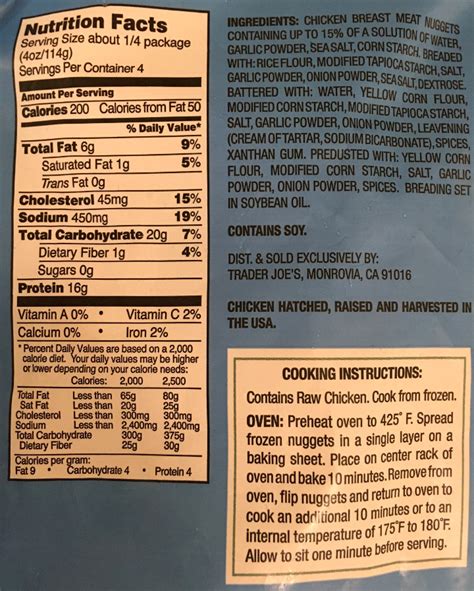 Nutrition Facts
Serving Size about 1/4 package
(4oz/114g)
Servings Per Container 4
Amount Per Serving
Calories 200 Calories from Fat 50
% Daily Value*
Total Fat 6g 9%
Saturated Fat 1g 5%
Trans Fat 0g
Cholesterol 45mg 15%
Sodium 450mg 19%
Total Carbohydrate 20g 7%
Dietary Fiber 1g 4%
Sugars 0g
Protein 16g
Vitamin A 0% • Vitamin C 2%
Calcium 0% • Iron 2%
*Percent Daily Values are based on a 2,000
calorie diet. Your daily values may be higher
or lower depending on your calorie needs:
Calories: 2,000 2,500
Total Fat Less than 65g 80g
Sat Fat Less than 20g 25g
Cholesterol Less than 300mg 300mg
Sodium Less than 2,400mg 2,400mg
Total Carbohydrate 300g 375g
Dietary Fiber 25g 30g
Calories per gram:
Fat 9 • Carbohydrate 4 • Protein 4
INGREDIENTS: CHICKEN BREAST MEAT NUGGETS
CONTAINING UP TO 15% OF A SOLUTION OF WATER,
GARLIC POWDER, SEA SALT, CORN STARCH. BREADED
WITH: RICE FLOUR, MODIFIED TAPIOCA STARCH, SALT,
GARLIC POWDER, ONION POWDER, SEA SALT, DEXTROSE.
BATTERED WITH: WATER, YELLOW CORN FLOUR,
MODIFIED CORN STARCH, MODIFIED TAPIOCA STARCH,
SALT, GARLIC POWDER, ONION POWDER, LEAVENING
(CREAM OF TARTAR, SODIUM BICARBONATE), SPICES,
XANTHAN GUM. PREDUSTED WITH: YELLOW CORN
FLOUR, MODIFIED CORN STARCH, SALT, GARLIC
POWDER, ONION POWDER, SPICES. BREADING SET
IN SOYBEAN OIL.
CONTAINS SOY.
DIST. & SOLD EXCLUSIVELY BY:
TRADER JOE'S, MONROVIA, CA 91016
CHICKEN HATCHED, RAISED AND HARVESTED IN
THE USA.
COOKING INSTRUCTIONS:
Contains Raw Chicken. Cook from frozen.
OVEN: Preheat oven to 425° F. Spread
frozen nuggets in a single layer on a
baking sheet. Place on center rack of
oven and bake 10 minutes. Remove from
oven, flip nuggets and return to oven to
cook an additional 10 minutes or to an
internal temperature of 175°F to 180°F.
Allow to sit one minute before serving.